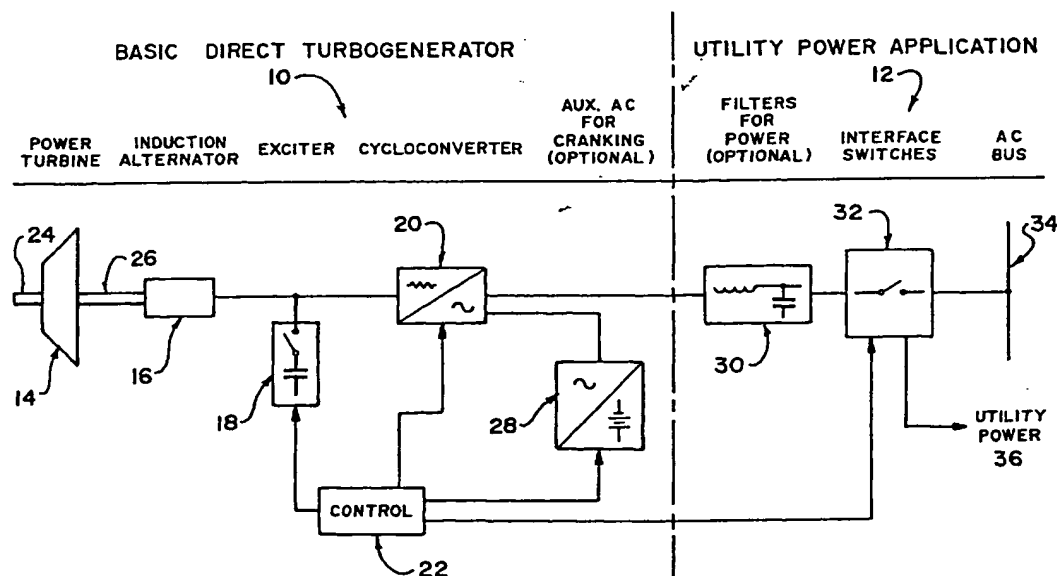 BASIC DIRECT TURBOGENERATOR
10
UTILITY POWER APPLICATION
12
POWER
TURBINE
INDUCTION
ALTERNATOR
EXCITER
CYCLOCONVERTER
AUX. AC
FOR
CRANKING
(OPTIONAL)
FILTERS
FOR
POWER
(OPTIONAL)
INTERFACE
SWITCHES
AC
BUS
24
26
20
32
34
14
16
18
28
30
UTILITY
POWER
36
CONTROL
22